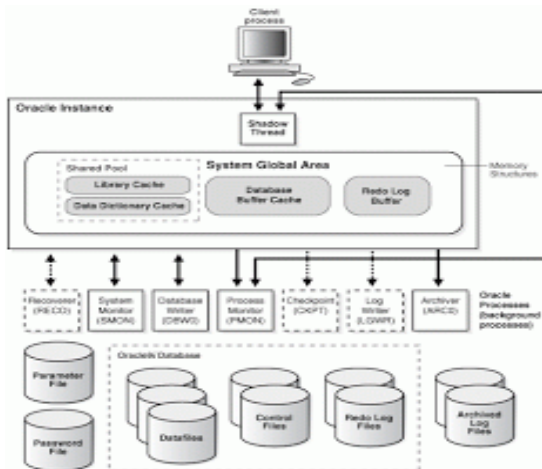 Client
process
Oracle Instance
Shadow
Thread
System Global Area
Shared Pool
Library Cache
Data Dictionary Cache
Database
Buffer Cache
Redo Log
Buffer
Memory
Structures
Recoverer
(RECO)
System
Monitor
(SMON)
Database
Writer
(DBW0)
Process
Monitor
(PMON)
Checkpoint
(CKPT)
Log
Writer
(LGWR)
Archiver
(ARC0)
Oracle
Processes
(background
processes)
Parameter
File
Password
File
Oracle8i Database
Datafiles
Control
Files
Redo Log
Files
Archived
Log Files